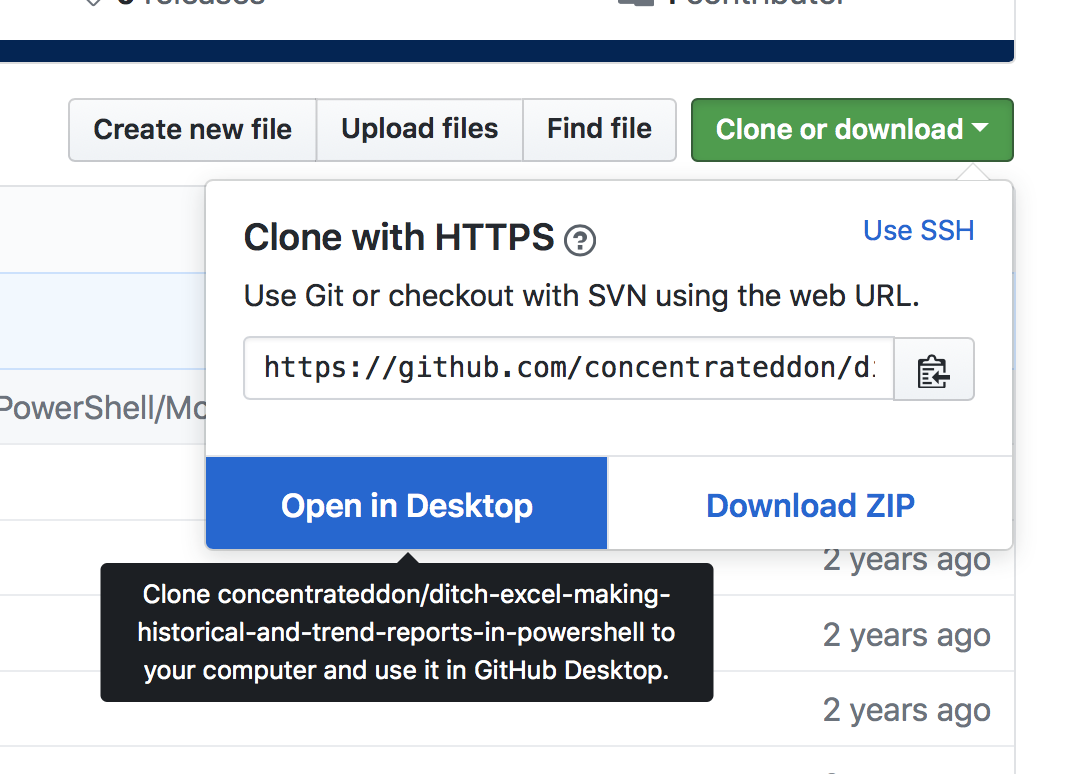 releases
contributor
Create new file
Upload files
Find file
Clone or download
Clone with HTTPS
Use SSH
Use Git or checkout with SVN using the web URL.
https://github.com/concentrateddon/di
PowerShell/Mo
Open in Desktop
Download ZIP
2 years ago
Clone concentrateddon/ditch-excel-making-
historical-and-trend-reports-in-powershell to
your computer and use it in GitHub Desktop.
2 years ago
2 years ago